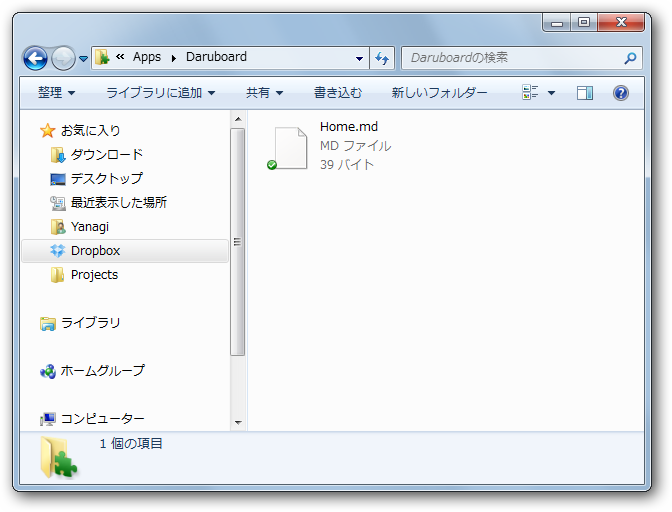 « Apps ▸ Daruboard
Daruboardの検索
整理 ライブラリに追加 共有 書き込む 新しいフォルダー
お気に入り
ダウンロード
デスクトップ
最近表示した場所
Yanagi
Dropbox
Projects
ライブラリ
ホームグループ
コンピューター
Home.md
MD ファイル
39 バイト
1 個の項目